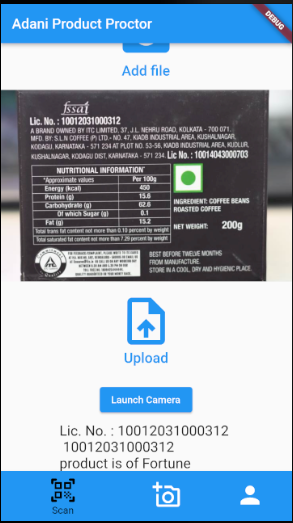 Adani Product Proctor
DEBUG
Add file
fssai
Lic. No. : 10012031000312
A BRAND OWNED BY ITC LIMITED, 37, J.L. NEHRU ROAD, KOLKATA - 700 071.
MFD. BY: S.L.N COFFEE (P) LTD., NO. 47, KIADB INDUSTRIAL AREA, KUSHALNAGAR,
KODAGU, KARNATAKA - 571 234 AT PLOT NO. 53-56, KIADB INDUSTRIAL AREA, KUDLUR,
KUSHALNAGAR, KODAGU DIST, KARNATAKA - 571 234. Lic No. : 10014043000703
NUTRITIONAL INFORMATION*
*Approximate values Per 100g
Energy (kcal) 450
Protein (g) 15.6
Carbohydrate (g) 62.6
Of which Sugar (g) 0.1
Fat (g) 15.2
Total trans fat content not more than 0.10 percent by weight
Total saturated fat content not more than 7.29 percent by weight
INGREDIENT: COFFEE BEANS
ROASTED COFFEE
NET WEIGHT: 200g
BEST BEFORE TWELVE MONTHS
FROM MANUFACTURE.
STORE IN A COOL, DRY AND HYGIENIC PLACE.
Upload
Launch Camera
Lic. No. : 10012031000312
10012031000312
product is of Fortune
Scan